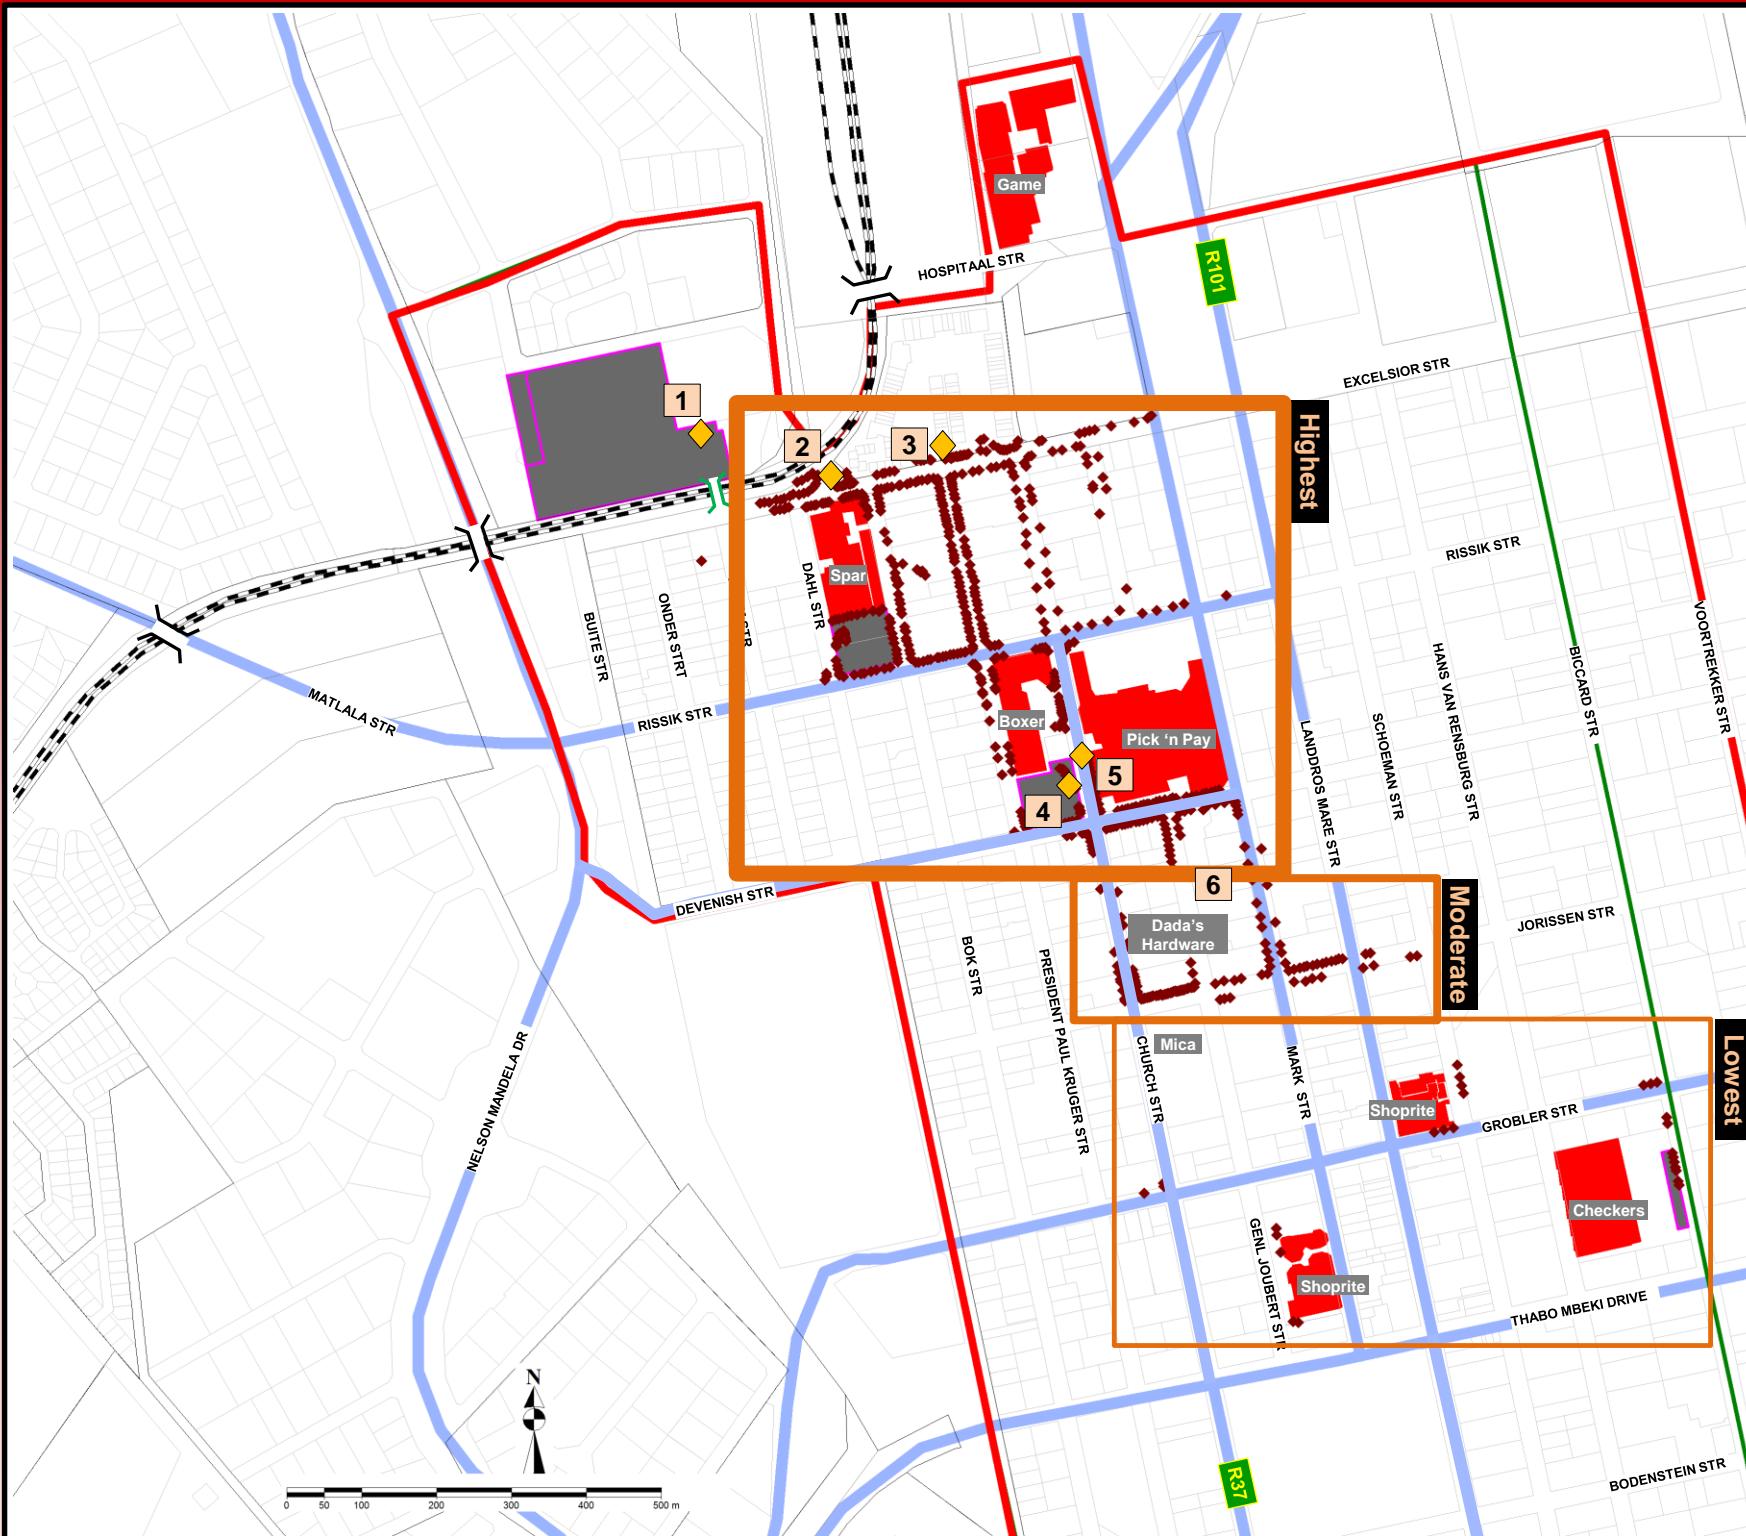 Game
HOSPITAAL STR
R101
EXCELSIOR STR
1
2
3
Highest
RISSIK STR
Spar
DAHL STR
STR
ONDER STRT
BUITE STR
VOORTREKKER STR
BICCARD STR
HANS VAN RENSBURG STR
SCHOEMAN STR
LANDROS MARE STR
MATLALA STR
RISSIK STR
Boxer
Pick ‘n Pay
5
4
6
DEVENISH STR
Moderate
Dada’s
Hardware
JORISSEN STR
BOK STR
PRESIDENT PAUL KRUGER STR
NELSON MANDELA DR
Mica
CHURCH STR
MARK STR
Lowest
Shoprite
GROBLER STR
Checkers
GENL JOUBERT STR
Shoprite
THABO MBEKI DRIVE
N
R37
BODENSTEIN STR
0 50 100 200 300 400 500 m